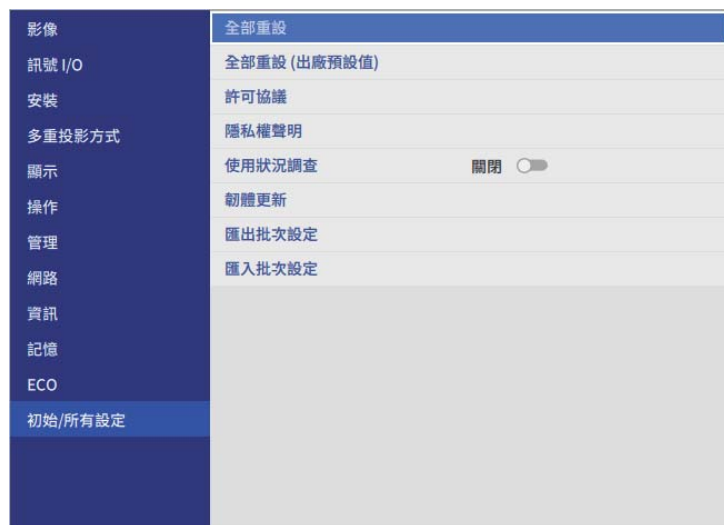 影像
訊號 I/O
安裝
多重投影方式
顯示
操作
管理
網路
資訊
記憶
ECO
初始/所有設定
全部重設
全部重設 (出廠預設值)
許可協議
隱私權聲明
使用狀況調查 關閉
韌體更新
匯出批次設定
匯入批次設定